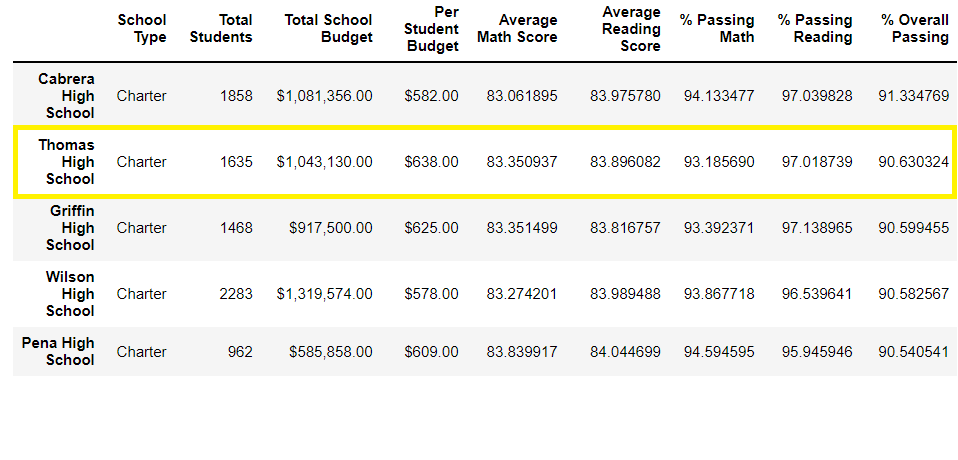 School Type Total Students Total School Budget Per Student Budget Average Math Score Average Reading Score % Passing Math % Passing Reading % Overall Passing
Cabrera High School Charter 1858 $1,081,356.00 $582.00 83.061895 83.975780 94.133477 97.039828 91.334769
Thomas High School Charter 1635 $1,043,130.00 $638.00 83.350937 83.896082 93.185690 97.018739 90.630324
Griffin High School Charter 1468 $917,500.00 $625.00 83.351499 83.816757 93.392371 97.138965 90.599455
Wilson High School Charter 2283 $1,319,574.00 $578.00 83.274201 83.989488 93.867718 96.539641 90.582567
Pena High School Charter 962 $585,858.00 $609.00 83.839917 84.044699 94.594595 95.945946 90.540541